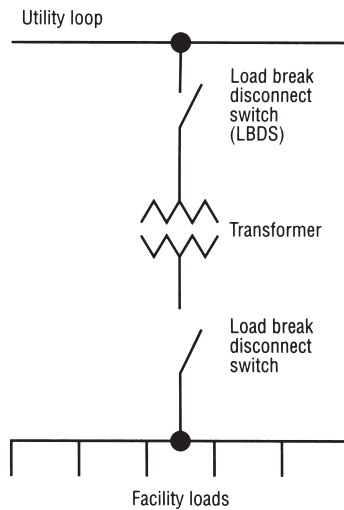 Utility loop
Load break
disconnect
switch
(LBDS)
Transformer
Load break
disconnect
switch
Facility loads